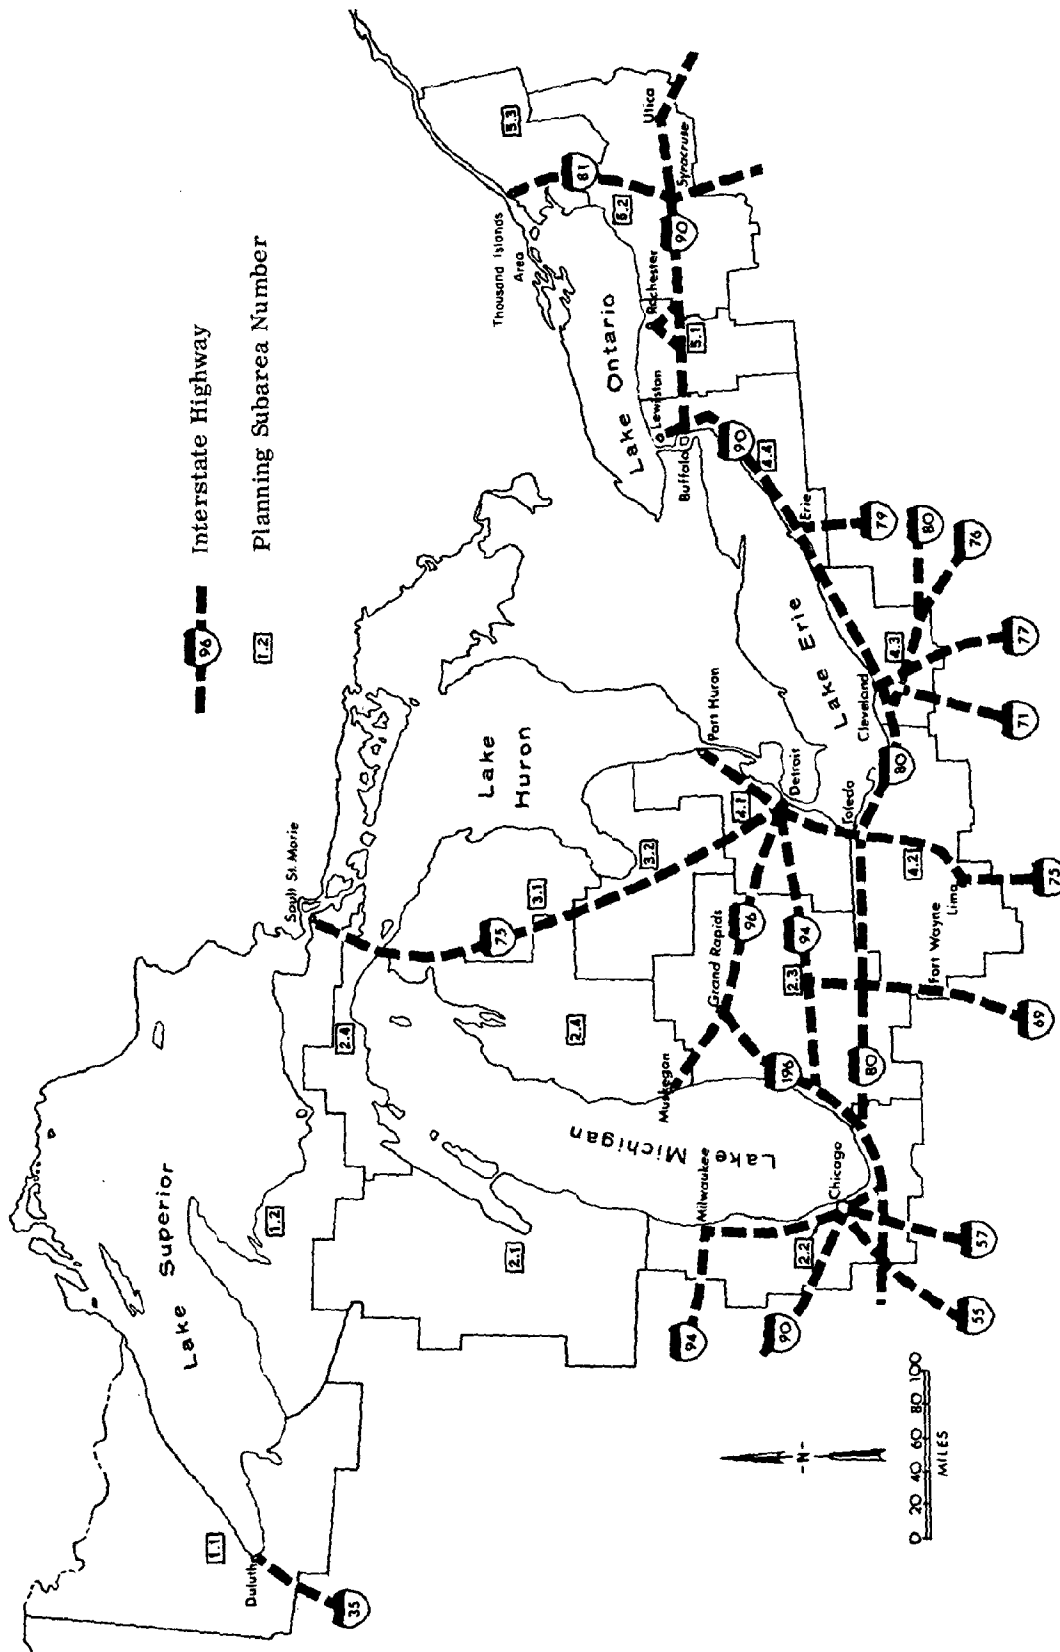 96 Interstate Highway
1.2 Planning Subarea Number
Lake Superior
1.1
Duluth
35
1.2
Sault St. Marie
2.4
2.1
2.4
Lake
Huron
75
3.1
3.2
Lake Michigan
Milwaukee
94
2.2
90
Chicago
55
57
Muskegon
Grand Rapids
196
96
2.3
94
80
69
Fort Wayne
Port Huron
4.1
Detroit
Toledo
4.2
Lima
75
80
Lake Erie
Cleveland
4.3
71
77
76
80
79
Erie
4.4
90
Buffalo
Lewiston
Lake Ontario
Rochester
5.1
90
Syracruse
Utica
5.2
81
5.3
Thousand Islands
Area
-N-
0 20 40 60 80 100
MILES